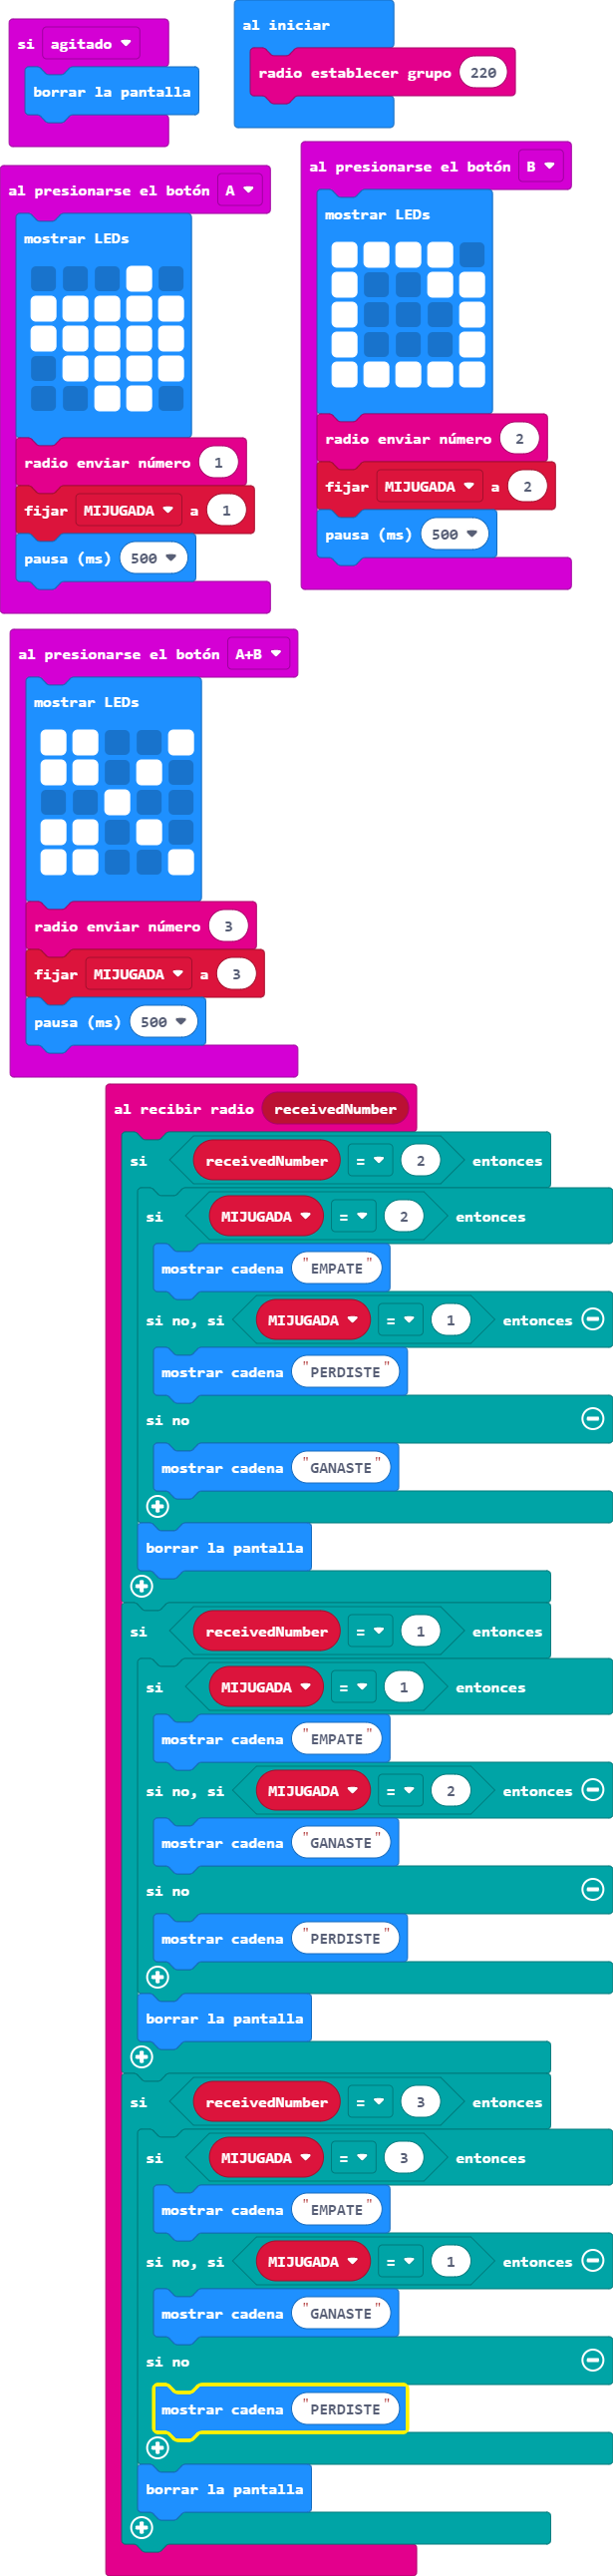 si agitado
borrar la pantalla
al iniciar
radio establecer grupo 220
al presionarse el botón A
mostrar LEDs
radio enviar número 1
fijar MIJUGADA a 1
pausa (ms) 500
al presionarse el botón B
mostrar LEDs
radio enviar número 2
fijar MIJUGADA a 2
pausa (ms) 500
al presionarse el botón A+B
mostrar LEDs
radio enviar número 3
fijar MIJUGADA a 3
pausa (ms) 500
al recibir radio receivedNumber
si receivedNumber = 2 entonces
si MIJUGADA = 2 entonces
mostrar cadena "EMPATE"
si no, si MIJUGADA = 1 entonces
mostrar cadena "PERDISTE"
si no
mostrar cadena "GANASTE"
borrar la pantalla
si receivedNumber = 1 entonces
si MIJUGADA = 1 entonces
mostrar cadena "EMPATE"
si no, si MIJUGADA = 2 entonces
mostrar cadena "GANASTE"
si no
mostrar cadena "PERDISTE"
borrar la pantalla
si receivedNumber = 3 entonces
si MIJUGADA = 3 entonces
mostrar cadena "EMPATE"
si no, si MIJUGADA = 1 entonces
mostrar cadena "GANASTE"
si no
mostrar cadena "PERDISTE"
borrar la pantalla